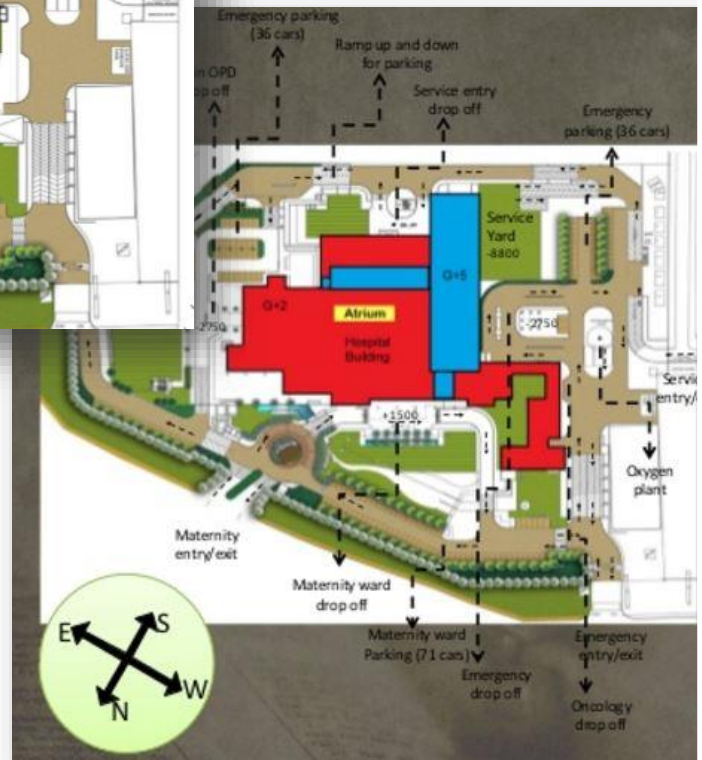 Emergency parking
(36 cars)
Ramp up and down
for parking
Service entry
drop off
Emergency
parking (36 cars)
OPD
off
Service
Yard
-8800
G+5
G+2
Atrium
Hospital
Building
-2750
-2750
+1500
entry/
Oxygen
plant
Maternity
entry/exit
Maternity ward
drop off
Maternity ward
Parking (71 cars)
Emergency
drop off
Emergency
entry/exit
Oncology
drop off
E
S
N
W